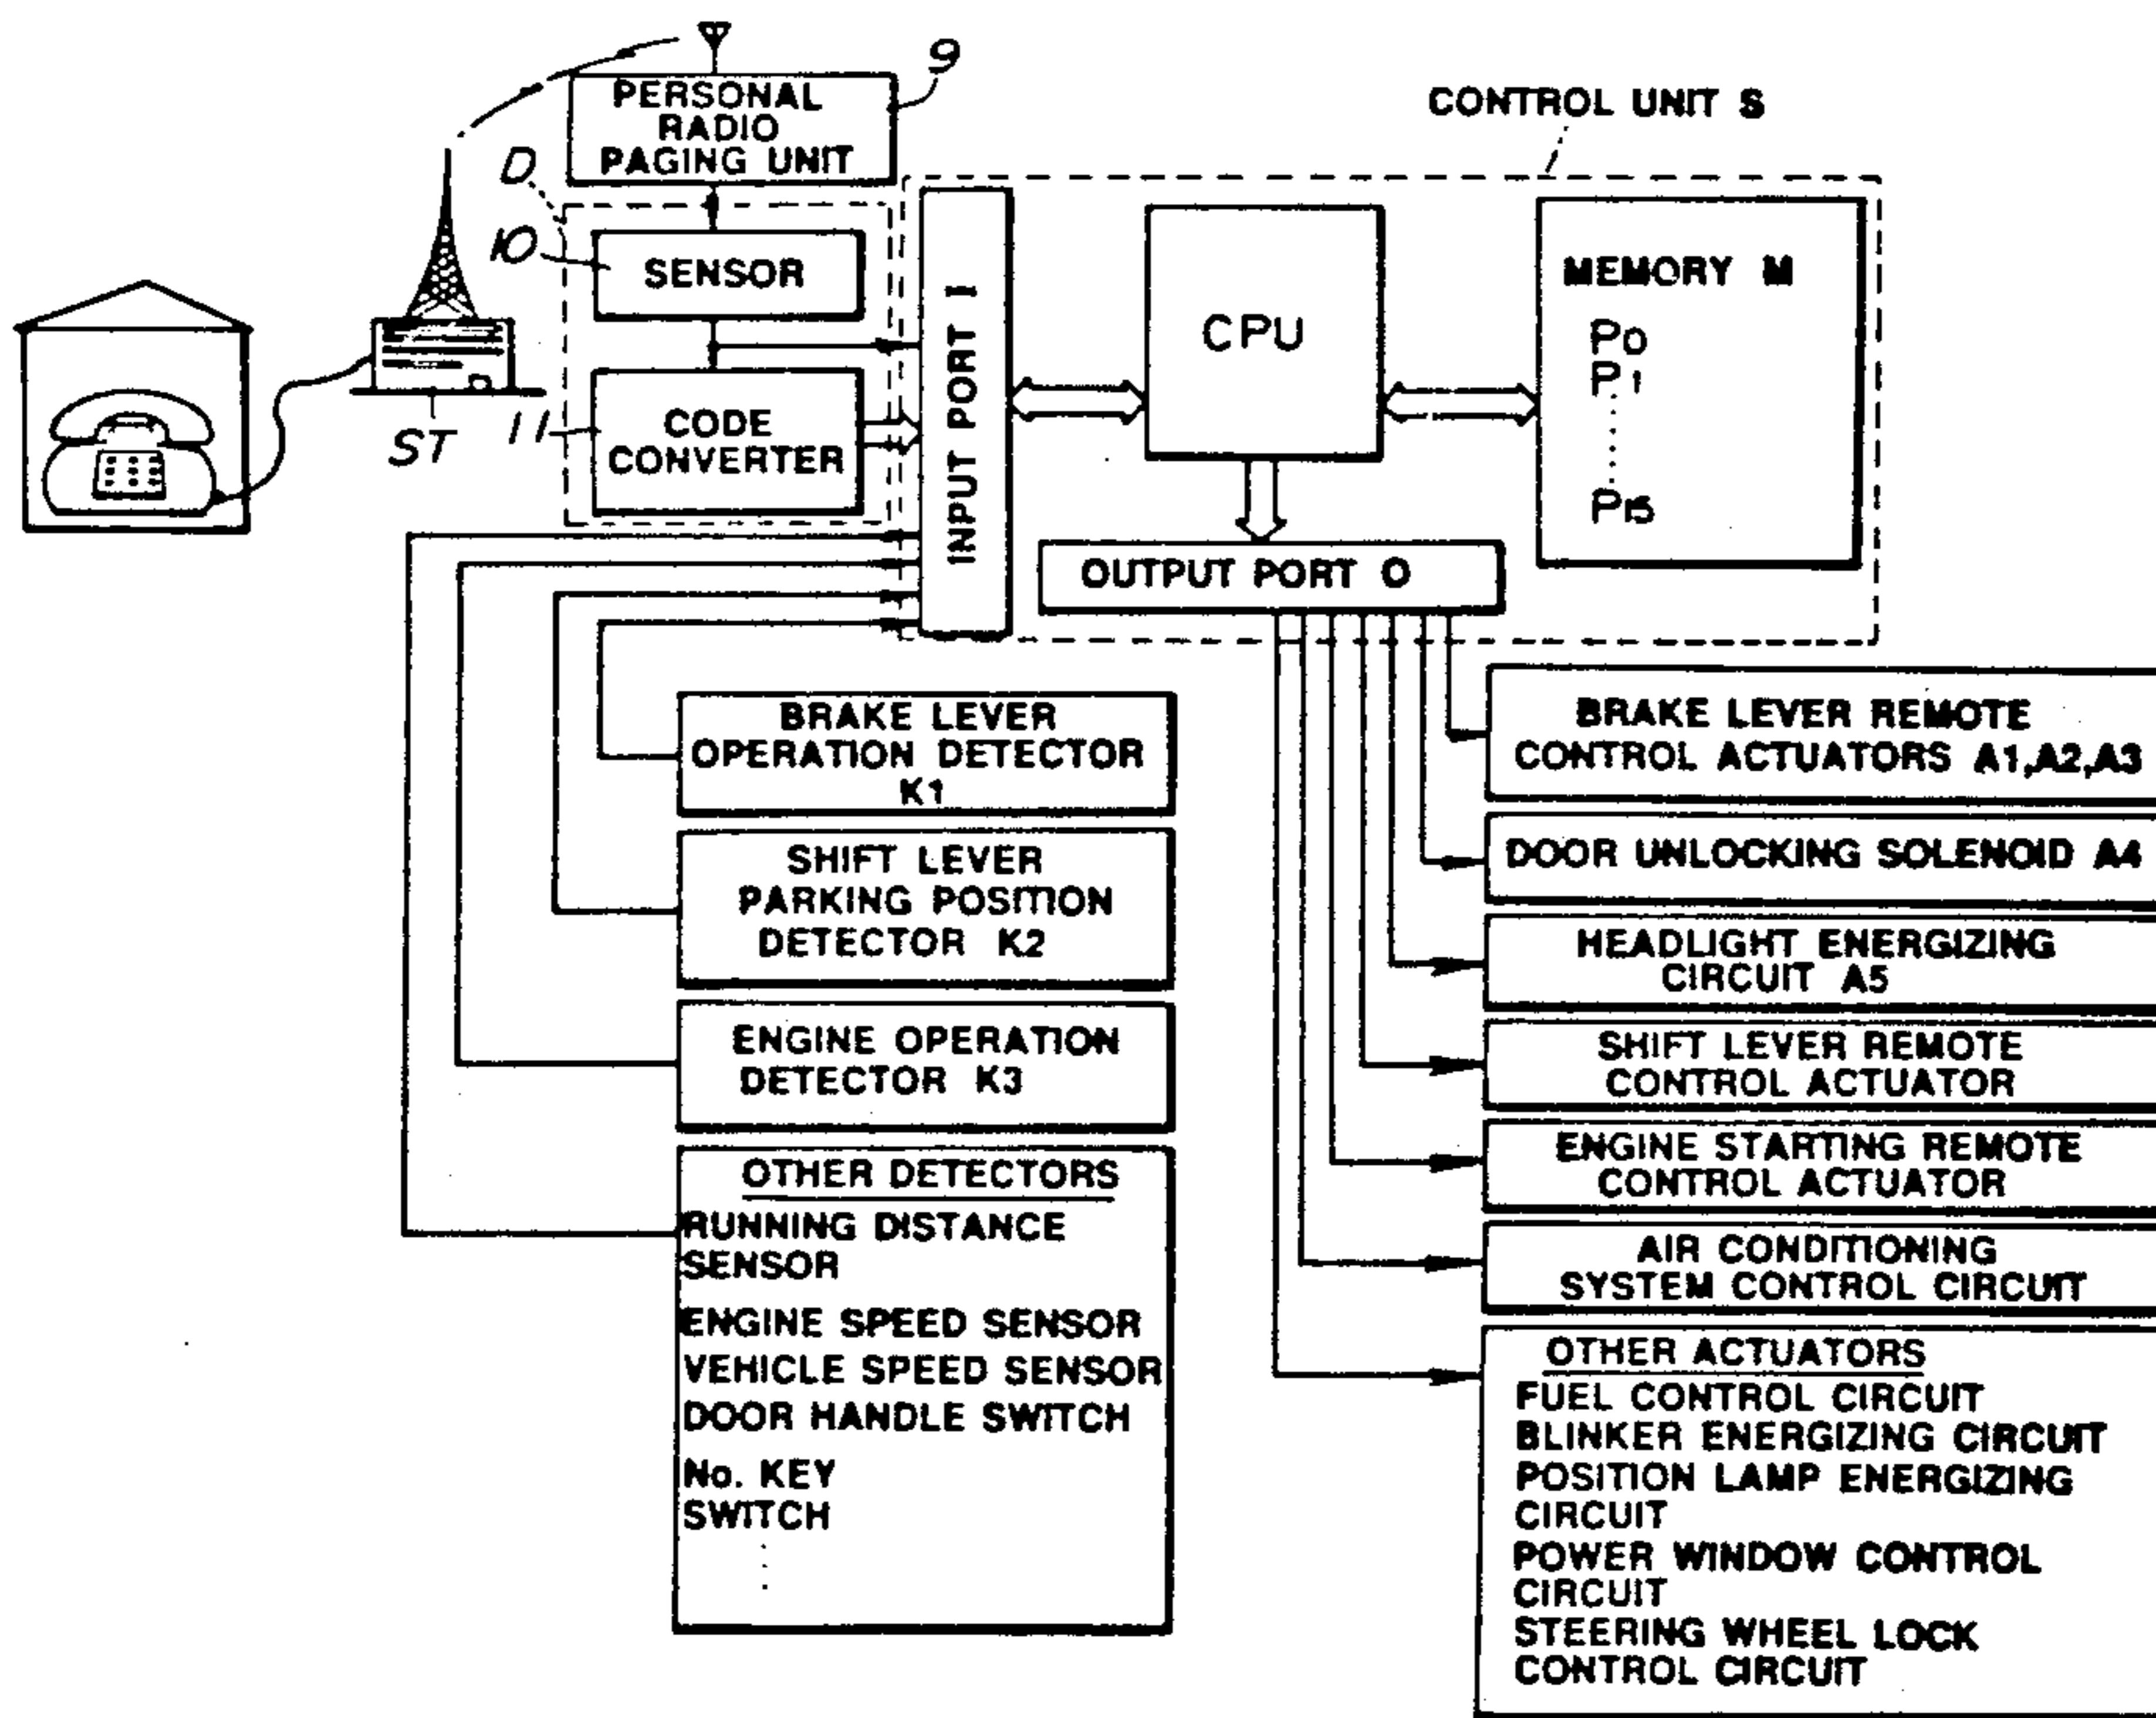 PERSONAL
RADIO
PAGING UNIT
9
D
10
SENSOR
11
CODE
CONVERTER
ST
CONTROL UNIT S
INPUT PORT I
CPU
MEMORY M
P0
P1
P15
OUTPUT PORT O
BRAKE LEVER
OPERATION DETECTOR
K1
SHIFT LEVER
PARKING POSITION
DETECTOR K2
ENGINE OPERATION
DETECTOR K3
OTHER DETECTORS
RUNNING DISTANCE
SENSOR
ENGINE SPEED SENSOR
VEHICLE SPEED SENSOR
DOOR HANDLE SWITCH
No. KEY
SWITCH
BRAKE LEVER REMOTE
CONTROL ACTUATORS A1,A2,A3
DOOR UNLOCKING SOLENOID A4
HEADLIGHT ENERGIZING
CIRCUIT A5
SHIFT LEVER REMOTE
CONTROL ACTUATOR
ENGINE STARTING REMOTE
CONTROL ACTUATOR
AIR CONDITIONING
SYSTEM CONTROL CIRCUIT
OTHER ACTUATORS
FUEL CONTROL CIRCUIT
BLINKER ENERGIZING CIRCUIT
POSITION LAMP ENERGIZING
CIRCUIT
POWER WINDOW CONTROL
CIRCUIT
STEERING WHEEL LOCK
CONTROL CIRCUIT